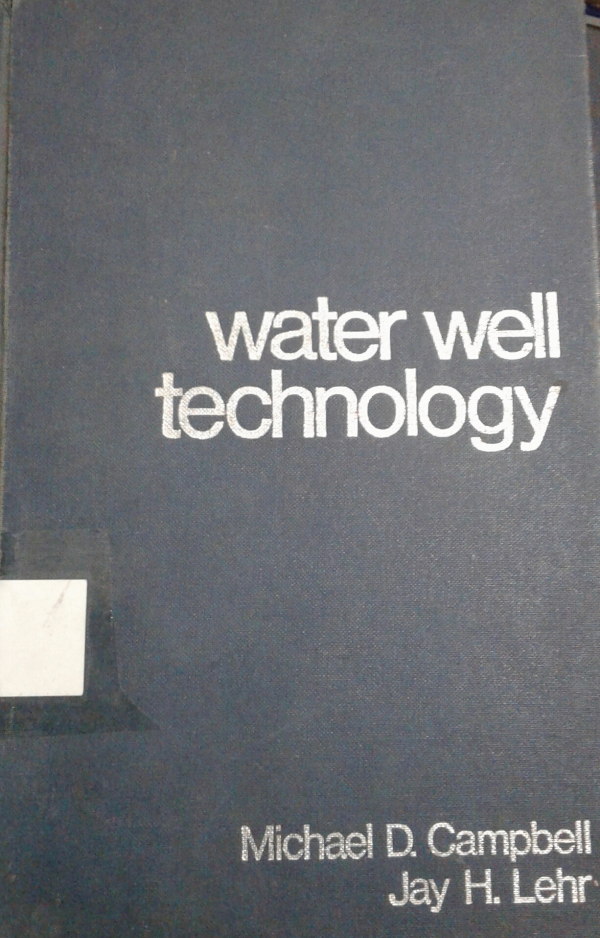 water well
technology
Michael D. Campbell
Jay H. Lehr